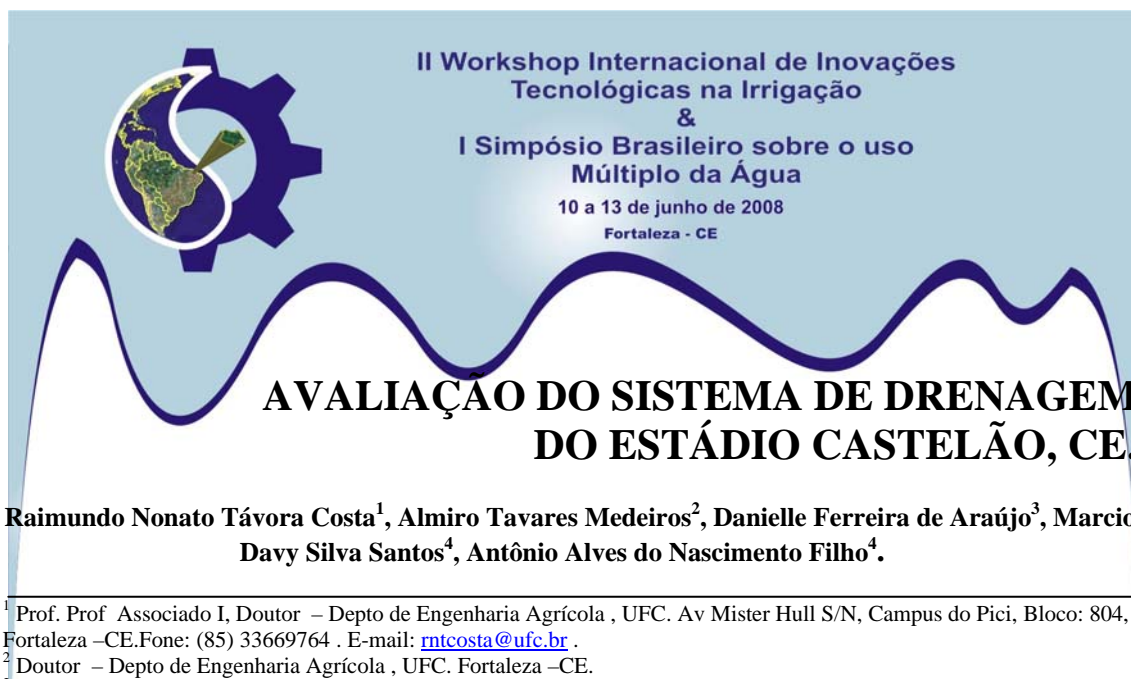 II Workshop Internacional de Inovações
Tecnológicas na Irrigação
&
I Simpósio Brasileiro sobre o uso
Múltiplo da Água
10 a 13 de junho de 2008
Fortaleza - CE
AVALIAÇÃO DO SISTEMA DE DRENAGEM
DO ESTÁDIO CASTELÃO, CE.
Raimundo Nonato Távora Costa¹, Almiro Tavares Medeiros², Danielle Ferreira de Araújo³, Marcio
Davy Silva Santos⁴, Antônio Alves do Nascimento Filho⁴.
¹ Prof. Prof Associado I, Doutor – Depto de Engenharia Agrícola , UFC. Av Mister Hull S/N, Campus do Pici, Bloco: 804,
Fortaleza –CE.Fone: (85) 33669764 . E-mail: rntcosta@ufc.br .
² Doutor – Depto de Engenharia Agrícola , UFC. Fortaleza –CE.